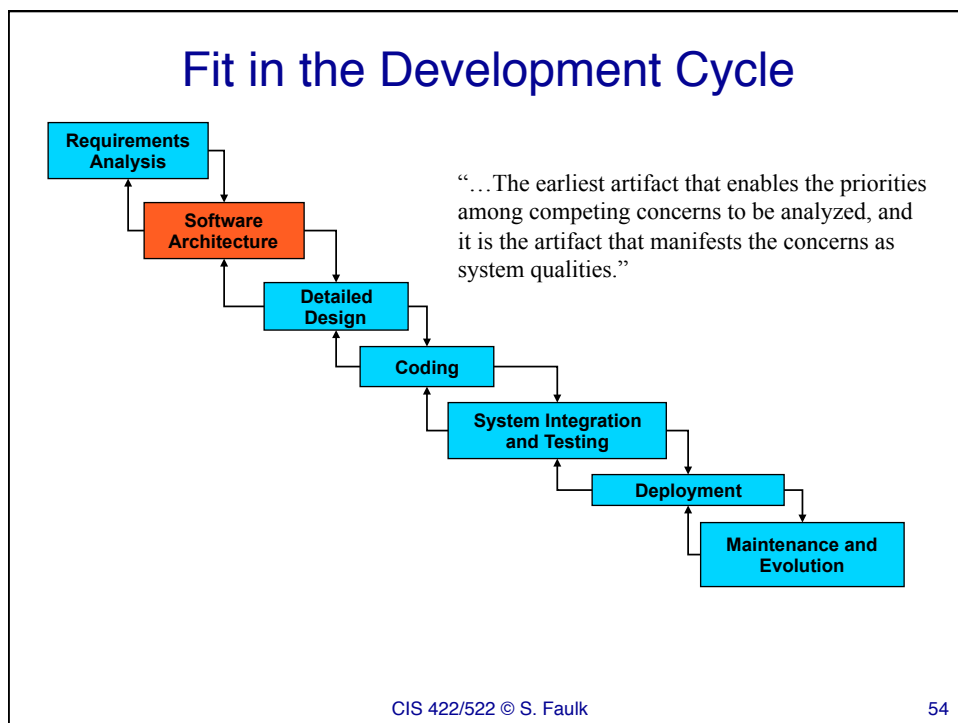 Fit in the Development Cycle
Requirements
Analysis
Software
Architecture
Detailed
Design
Coding
System Integration
and Testing
Deployment
Maintenance and
Evolution
“…The earliest artifact that enables the priorities
among competing concerns to be analyzed, and
it is the artifact that manifests the concerns as
system qualities.”
CIS 422/522 © S. Faulk
54